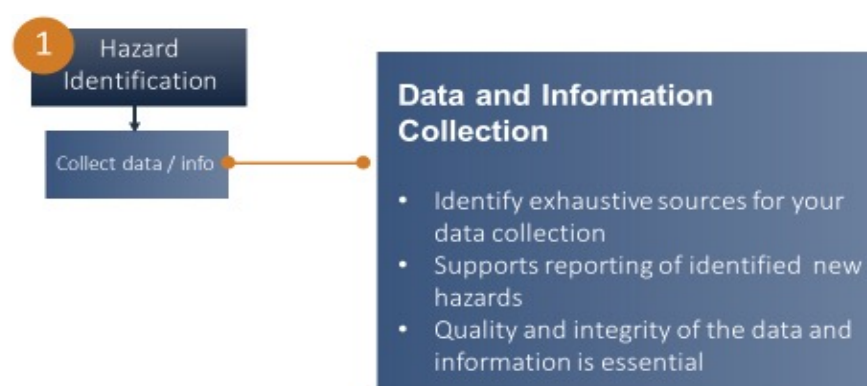 1
Hazard
Identification
Collect data / info
Data and Information
Collection
• Identify exhaustive sources for your
data collection
• Supports reporting of identified new
hazards
• Quality and integrity of the data and
information is essential